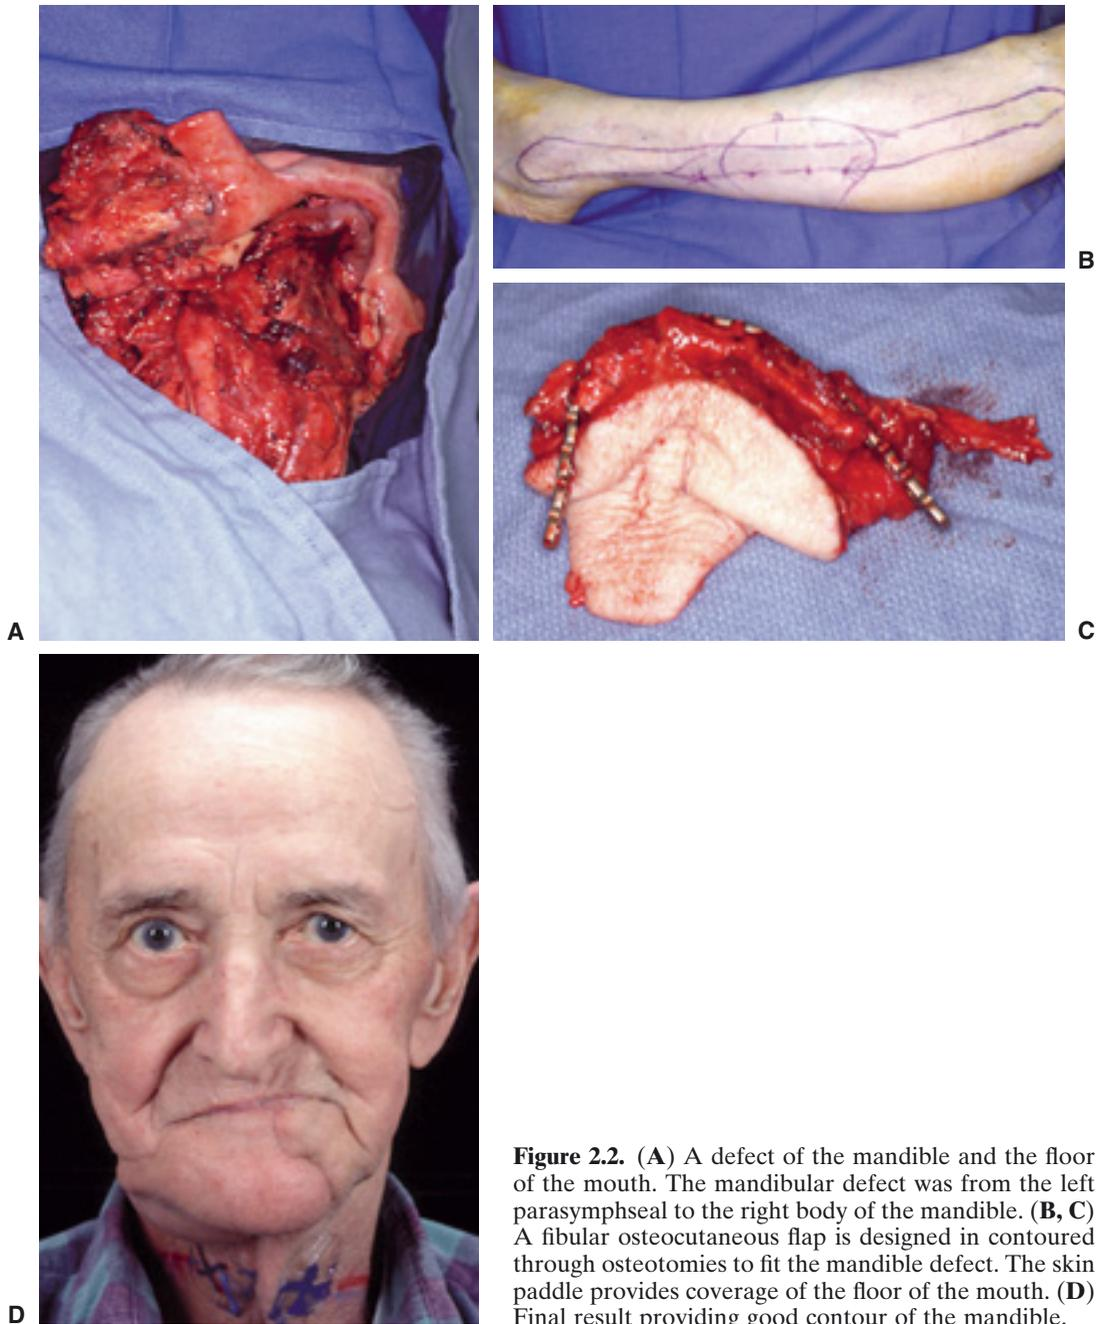 A
B
C
D
Figure 2.2. (A) A defect of the mandible and the floor
of the mouth. The mandibular defect was from the left
parasymphseal to the right body of the mandible. (B, C)
A fibular osteocutaneous flap is designed in contoured
through osteotomies to fit the mandible defect. The skin
paddle provides coverage of the floor of the mouth. (D)
Final result providing good contour of the mandible.